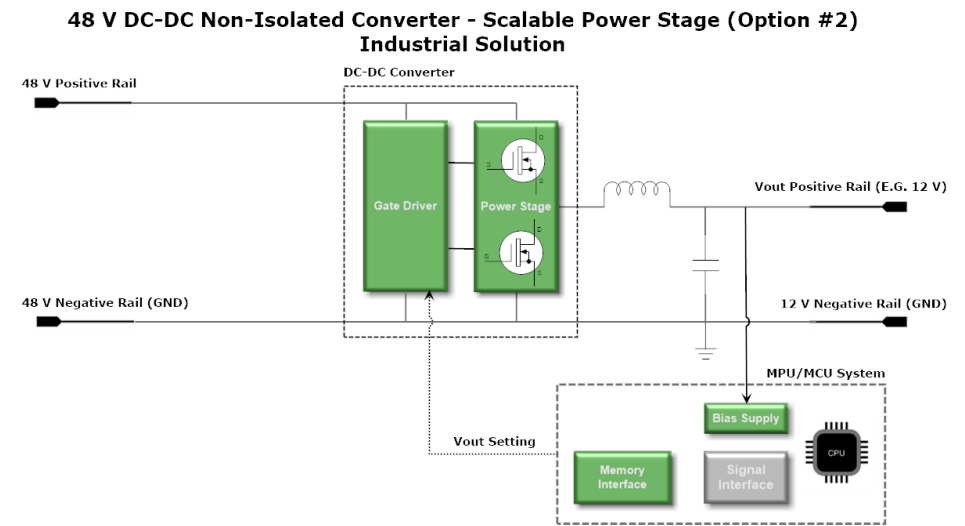 48 V DC-DC Non-Isolated Converter - Scalable Power Stage (Option #2)
Industrial Solution
DC-DC Converter
48 V Positive Rail
D
G
S
Vout Positive Rail (E.G. 12 V)
Gate Driver
Power Stage
D
G
S
48 V Negative Rail (GND)
12 V Negative Rail (GND)
MPU/MCU System
Bias Supply
Vout Setting
CPU
Memory
Interface
Signal
Interface